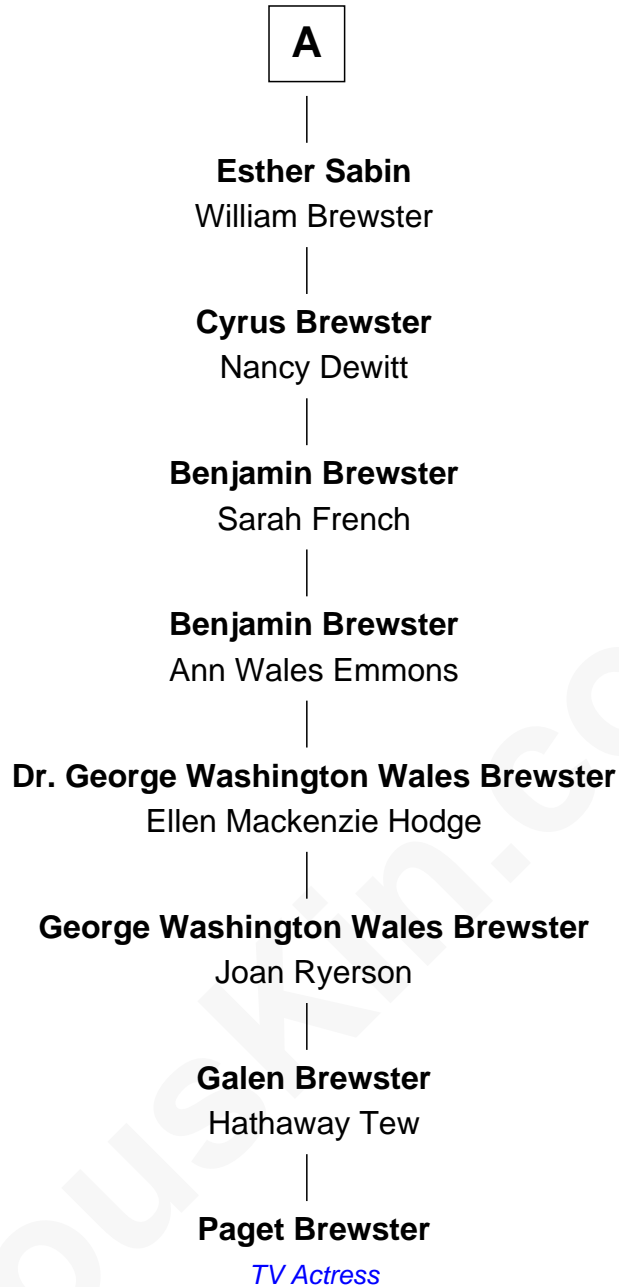 A
Esther Sabin
William Brewster
Cyrus Brewster
Nancy Dewitt
Benjamin Brewster
Sarah French
Benjamin Brewster
Ann Wales Emmons
Dr. George Washington Wales Brewster
Ellen Mackenzie Hodge
George Washington Wales Brewster
Joan Ryerson
Galen Brewster
Hathaway Tew
Paget Brewster
TV Actress